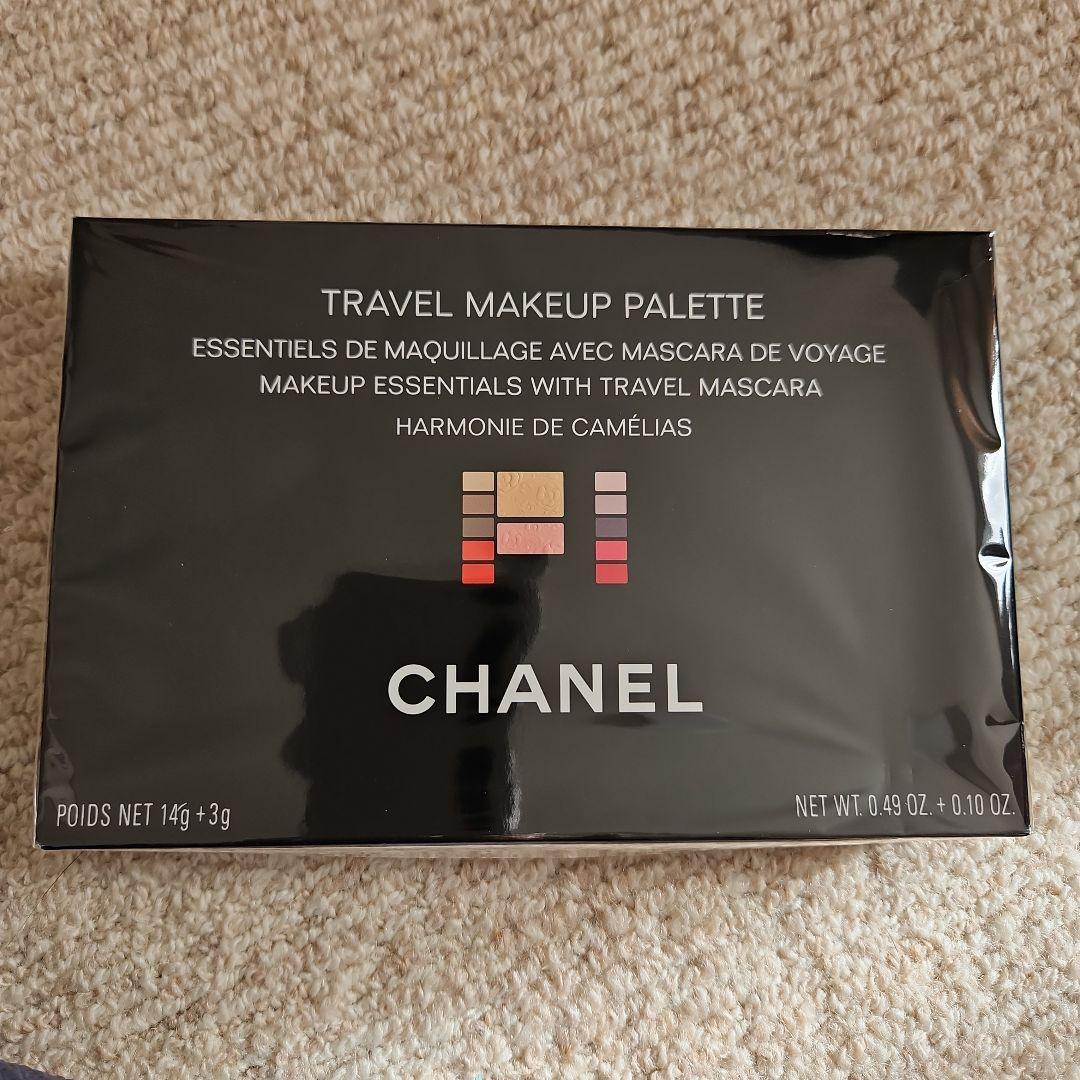 TRAVEL MAKEUP PALETTE
ESSENTIELS DE MAQUILLAGE AVEC MASCARA DE VOYAGE
MAKEUP ESSENTIALS WITH TRAVEL MASCARA
HARMONIE DE CAMÉLIAS
CHANEL
POIDS NET 14g + 3g
NET WT. 0.49 OZ. + 0.10 OZ.